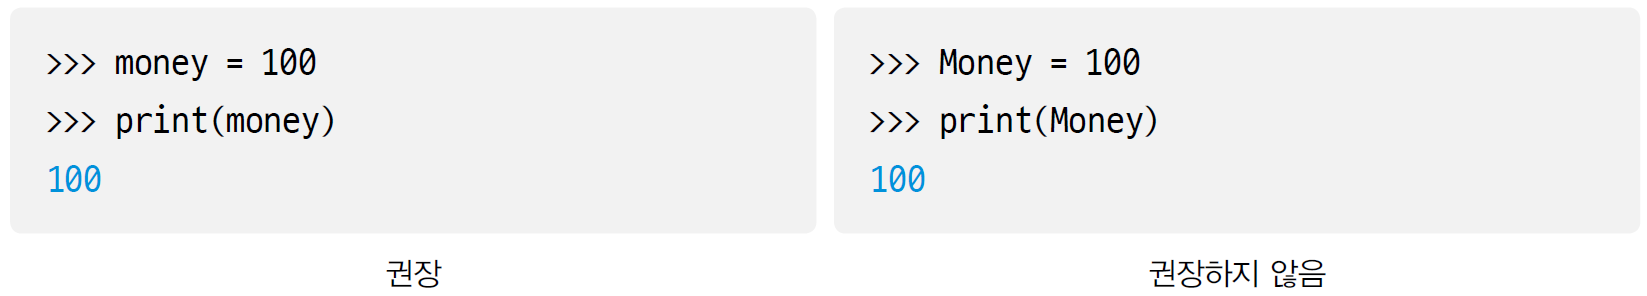 >>> money = 100
>>> print(money)
100
권장
>>> Money = 100
>>> print(Money)
100
권장하지 않음